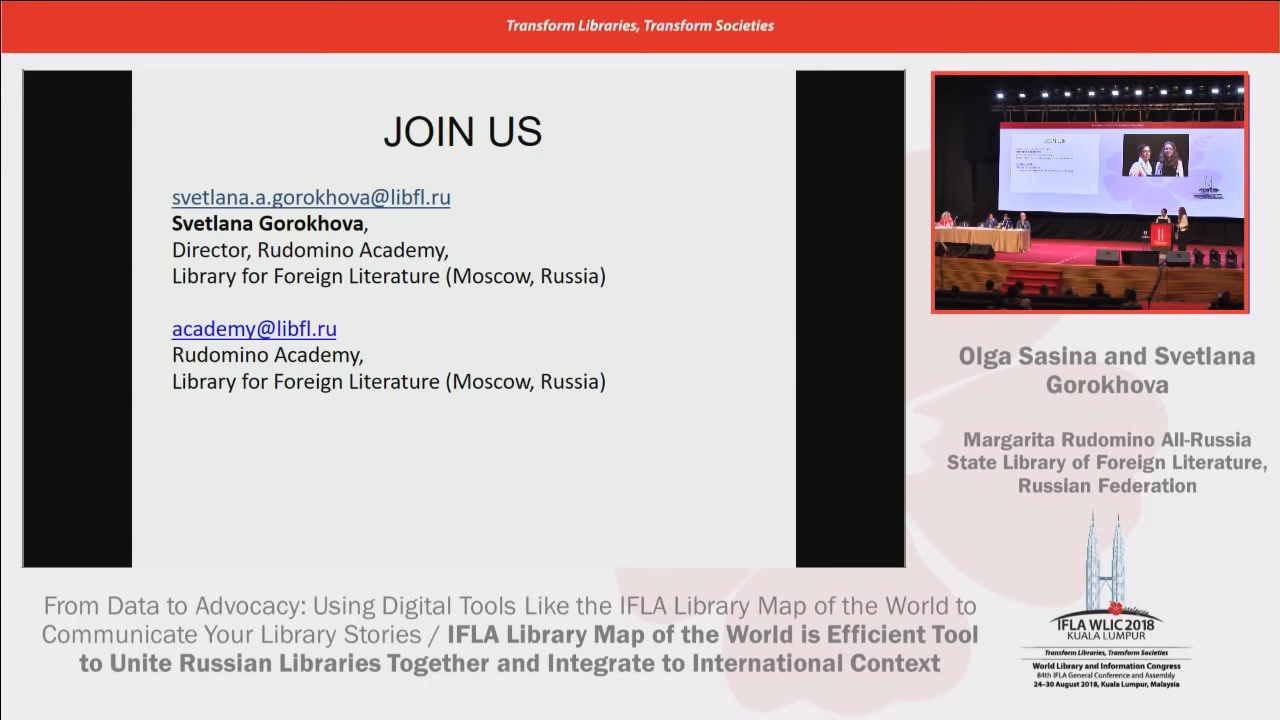 Transform Libraries, Transform Societies
JOIN US
svetlana.a.gorokhova@libfl.ru
Svetlana Gorokhova,
Director, Rudomino Academy,
Library for Foreign Literature (Moscow, Russia)
academy@libfl.ru
Rudomino Academy,
Library for Foreign Literature (Moscow, Russia)
JOIN US
Olga Sasina and Svetlana
Gorokhova
Margarita Rudomino All-Russia
State Library of Foreign Literature,
Russian Federation
From Data to Advocacy: Using Digital Tools Like the IFLA Library Map of the World to
Communicate Your Library Stories / IFLA Library Map of the World is Efficient Tool
to Unite Russian Libraries Together and Integrate to International Context
Malaysia
IFLA WLIC 2018
KUALA LUMPUR
Transform Libraries, Transform Societies
World Library and Information Congress
84th IFLA General Conference and Assembly
24–30 August 2018, Kuala Lumpur, Malaysia